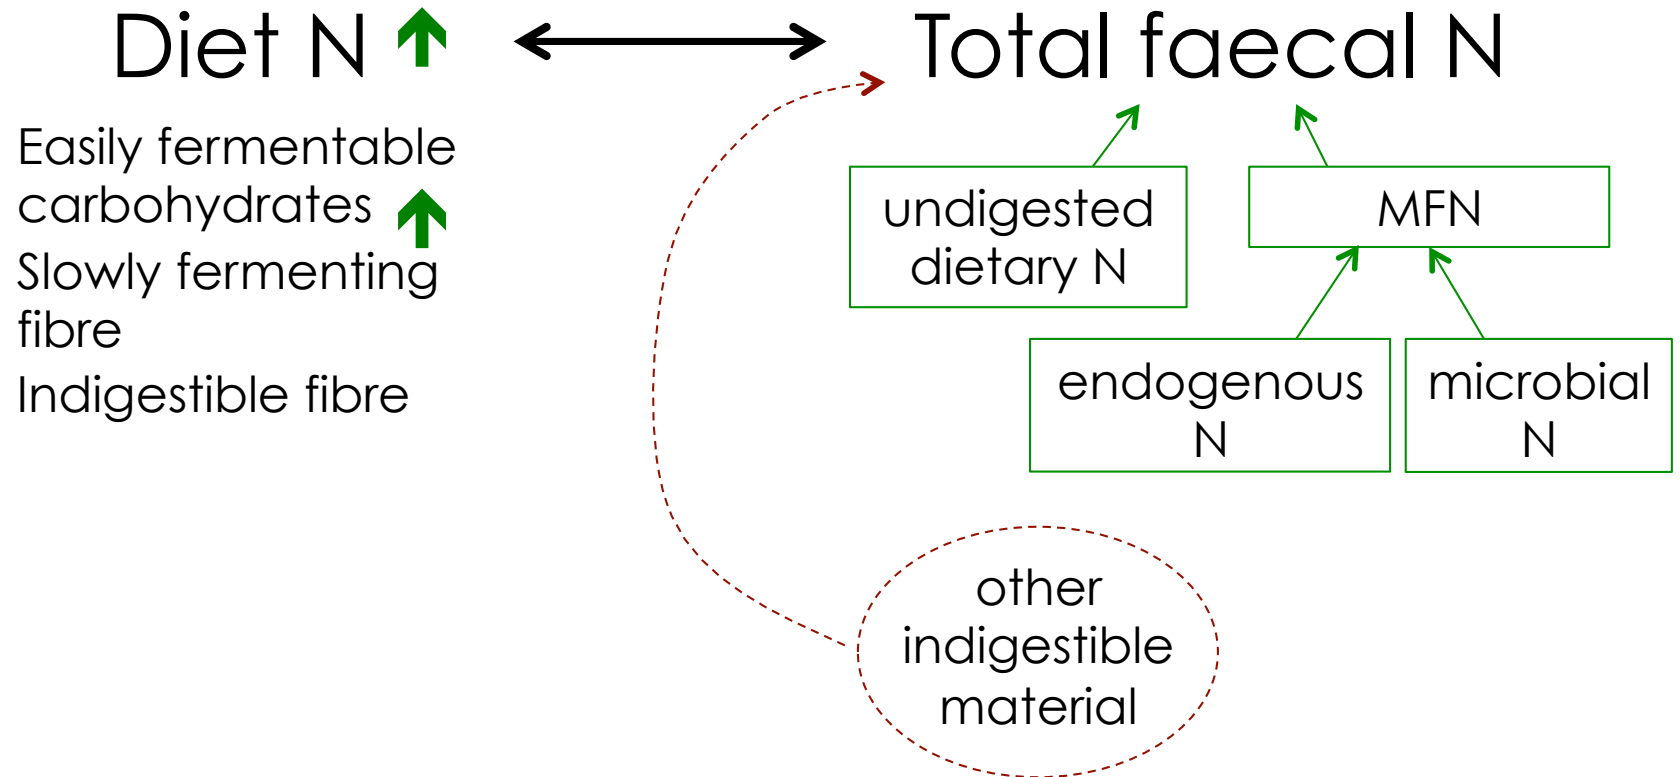 Diet N
Total faecal N
Easily fermentable
carbohydrates
Slowly fermenting
fibre
Indigestible fibre
undigested
dietary N
MFN
endogenous
N
microbial
N
other
indigestible
material